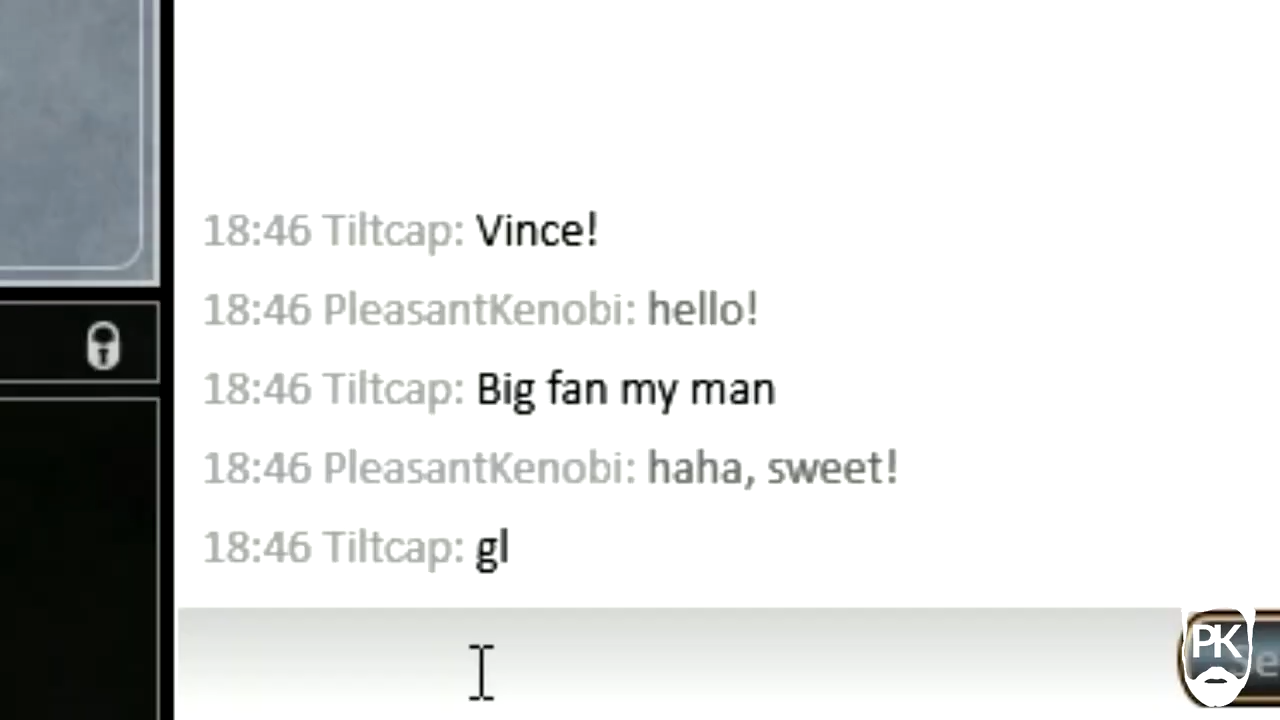 18:46 Tiltcap: Vince!
18:46 PleasantKenobi: hello!
18:46 Tiltcap: Big fan my man
18:46 PleasantKenobi: haha, sweet!
18:46 Tiltcap: gl
PK